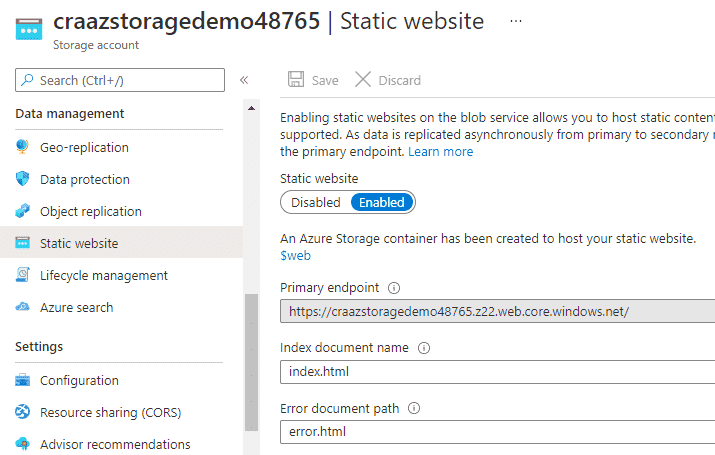 craazstoragedemo48765 | Static website ...
Storage account
Search (Ctrl+/) «
Save Discard
Data management
Geo-replication
Data protection
Object replication
Static website
Lifecycle management
Azure search
Settings
Configuration
Resource sharing (CORS)
Advisor recommendations
Enabling static websites on the blob service allows you to host static content
supported. As data is replicated asynchronously from primary to secondary
the primary endpoint. Learn more
Static website
Disabled Enabled
An Azure Storage container has been created to host your static website.
$web
Primary endpoint
https://craazstoragedemo48765.z22.web.core.windows.net/
Index document name
index.html
Error document path
error.html